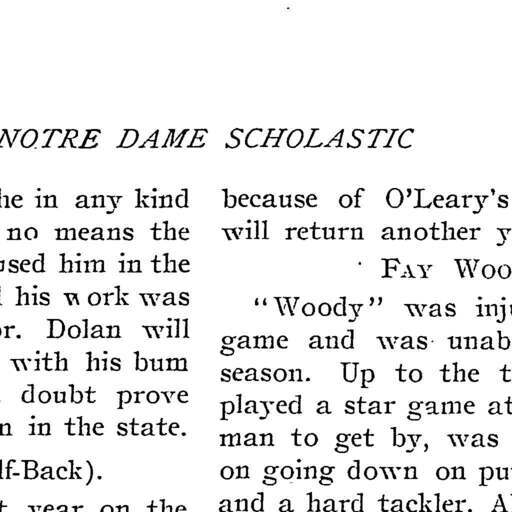 NOTRE DAME SCHOLASTIC
he in any kind
no means the
used him in the
his work was
or. Dolan will
with his bum
doubt prove
n in the state.
lf-Back).
t year on the
because of O'Leary's
will return another y
FAY WOO
"Woody" was inju
game and was unab
season. Up to the t
played a star game at
man to get by, was
on going down on pu
and a hard tackler. Al